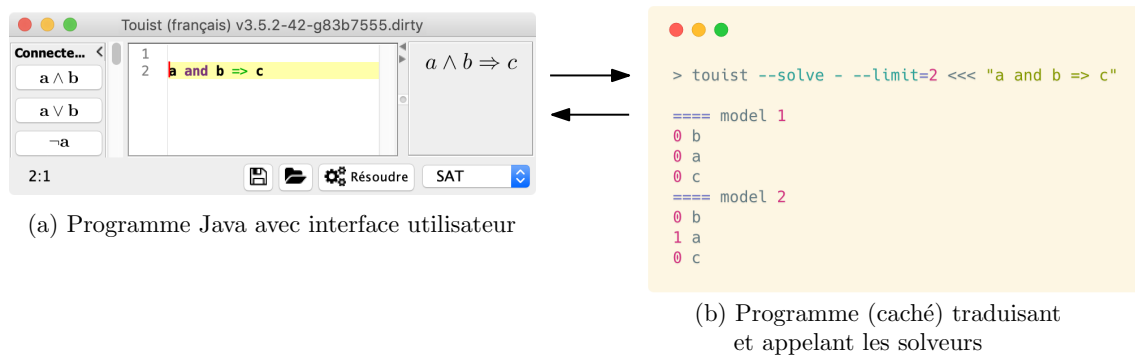 Touist (français) v3.5.2-42-g83b7555.dirty
Connecte... <
a ∧ b
a ∨ b
¬a
1
2 a and b => c
a ∧ b ⇒ c
2:1
Résoudre
SAT
(a) Programme Java avec interface utilisateur
> touist --solve - --limit=2 <<< "a and b => c"
==== model 1
0 b
0 a
0 c
==== model 2
0 b
1 a
0 c
(b) Programme (caché) traduisant
et appelant les solveurs